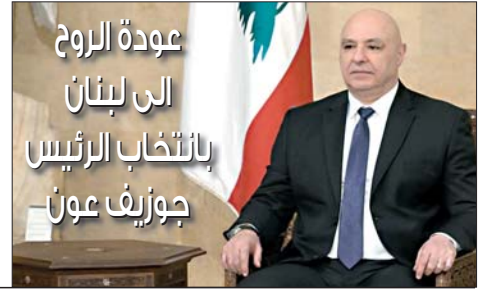 عودة الروح
الى لبنان
بانتخاب الرئيس
جوزيف عون